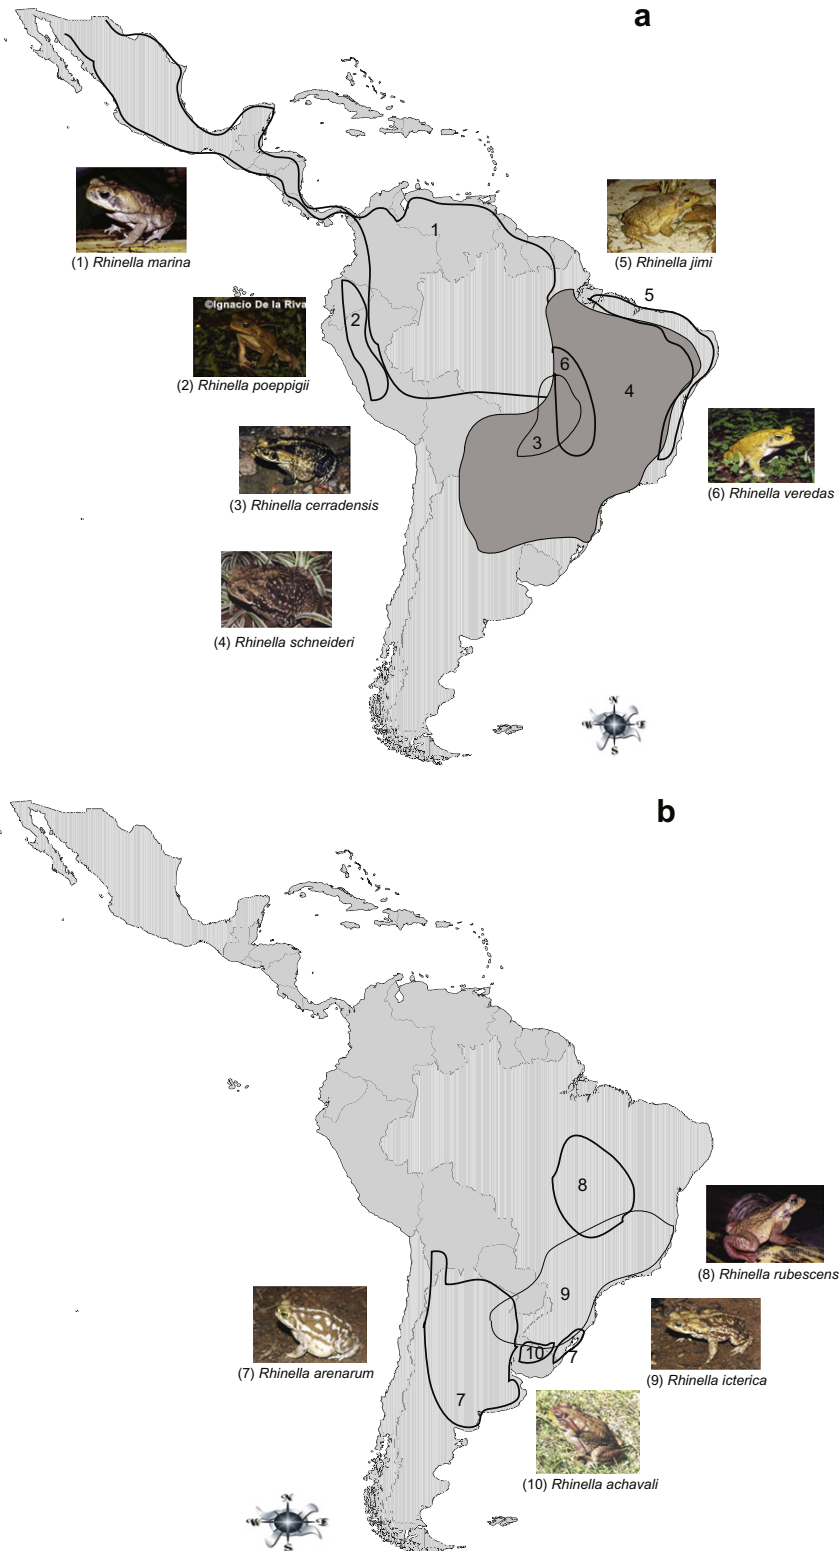 a
1
(1) Rhinella marina
(5) Rhinella jimi
©Ignacio De la Riva
5
2
(2) Rhinella poeppigii
6
4
3
(3) Rhinella cerradensis
(6) Rhinella veredas
(4) Rhinella schneideri
N
W E
S
b
8
(8) Rhinella rubescens
9
10
7
(7) Rhinella arenarum
(9) Rhinella icterica
7
(10) Rhinella achavali
N
W E
S